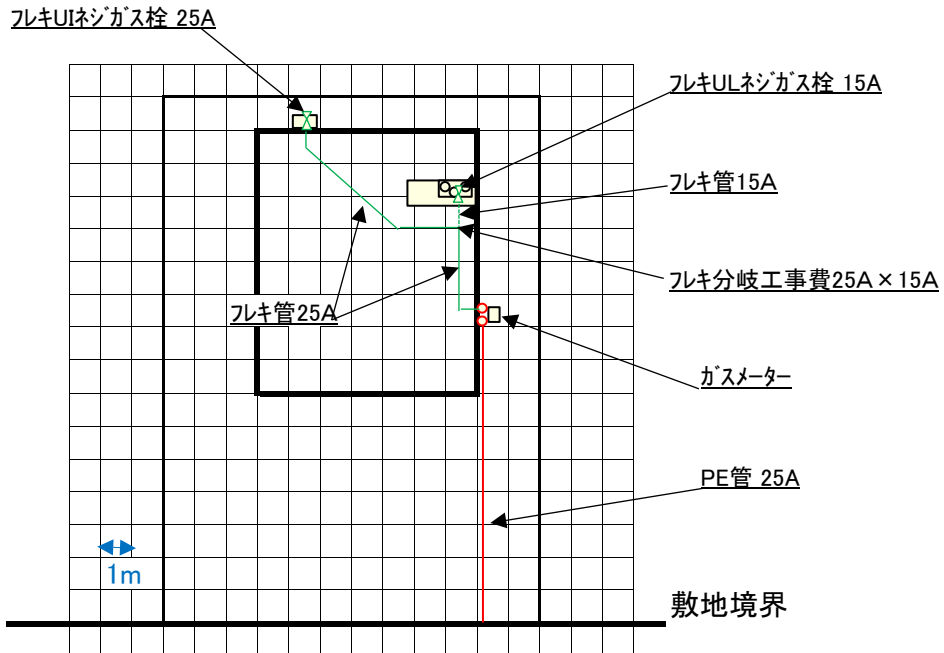 フレキUIネジガス栓 25A
フレキULネジガス栓 15A
フレキ管15A
フレキ分岐工事費25A×15A
フレキ管25A
ガスメーター
PE管 25A
1m
敷地境界